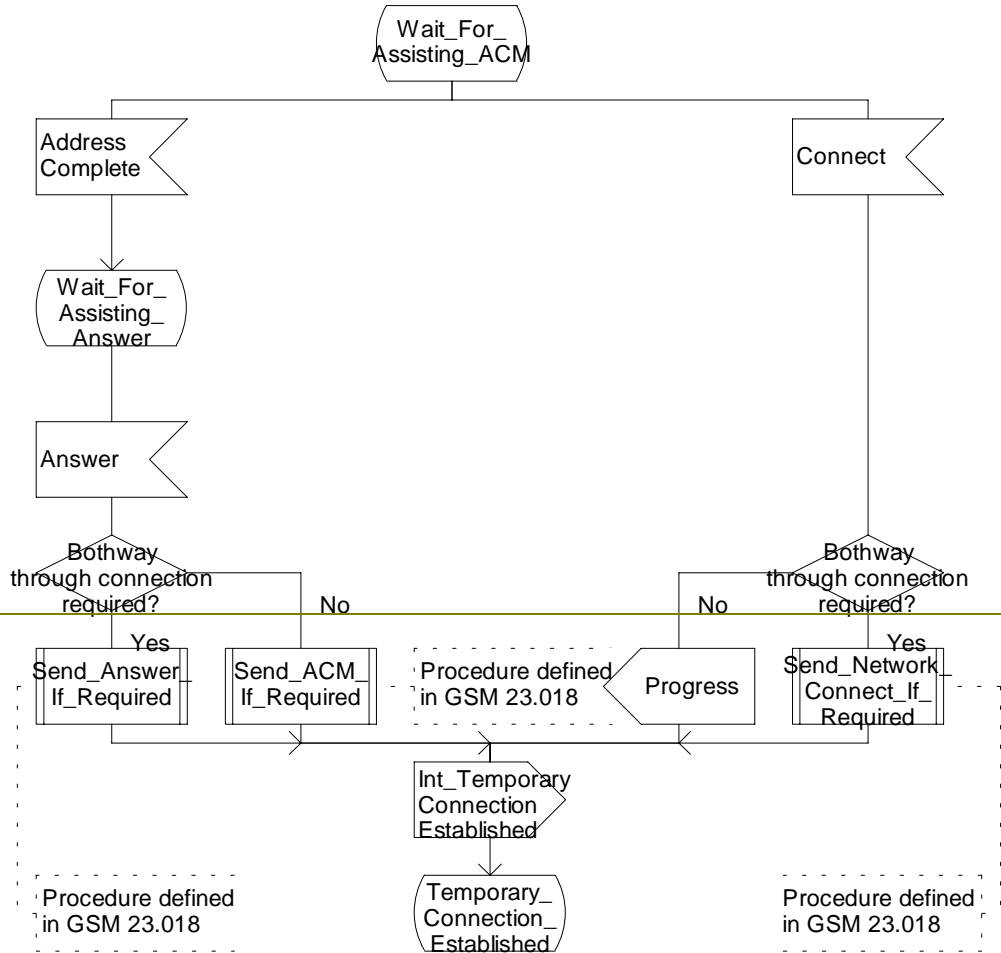 Wait_For_
Assisting_ACM
Address
Complete
Connect
Wait_For_
Assisting_
Answer
Answer
Bothway
through connection
required?
No
Yes
Bothway
through connection
required?
No
Yes
Send_Answer_
If_Required
Send_ACM_
If_Required
Procedure defined
in GSM 23.018
Progress
Send_Network_
Connect_If_
Required
Int_Temporary
Connection
Established
Procedure defined
in GSM 23.018
Temporary_
Connection_
Established
Procedure defined
in GSM 23.018